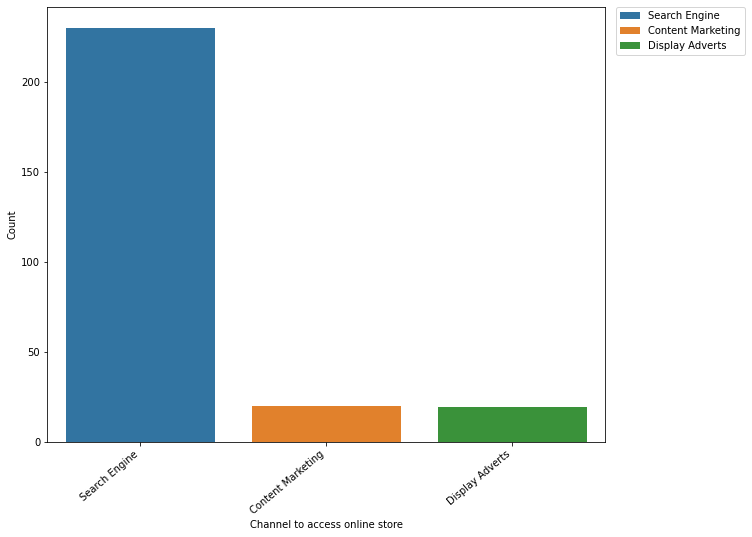 Search Engine
Content Marketing
Display Adverts
200
150
100
50
0
Count
Search Engine
Content Marketing
Display Adverts
Channel to access online store